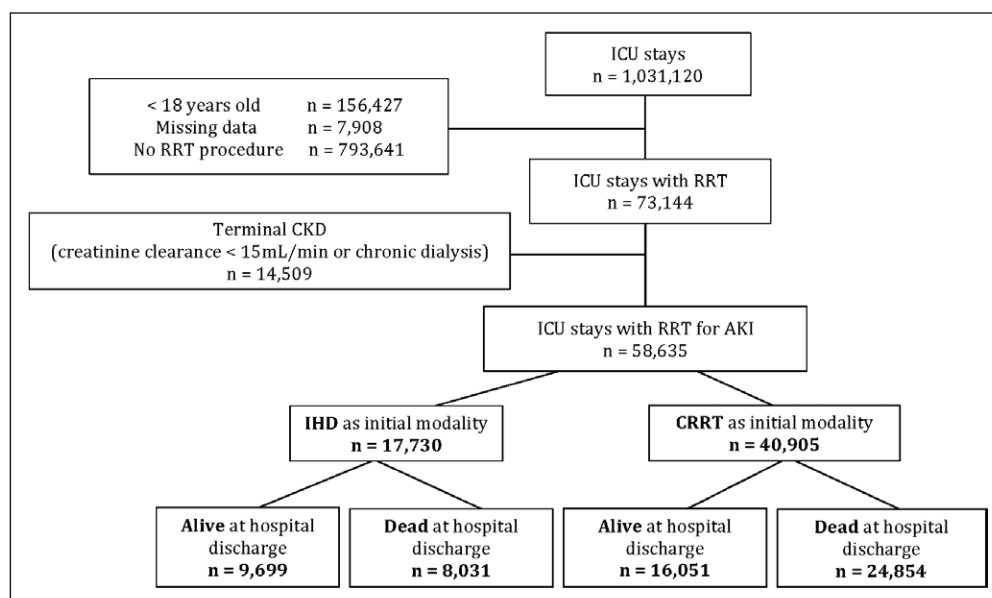 ICU stays
n = 1,031,120
< 18 years old n = 156,427
Missing data n = 7,908
No RRT procedure n = 793,641
ICU stays with RRT
n = 73,144
Terminal CKD
(creatinine clearance < 15mL/min or chronic dialysis)
n = 14,509
ICU stays with RRT for AKI
n = 58,635
IHD as initial modality
n = 17,730
CRRT as initial modality
n = 40,905
Alive at hospital
discharge
n = 9,699
Dead at hospital
discharge
n = 8,031
Alive at hospital
discharge
n = 16,051
Dead at hospital
discharge
n = 24,854